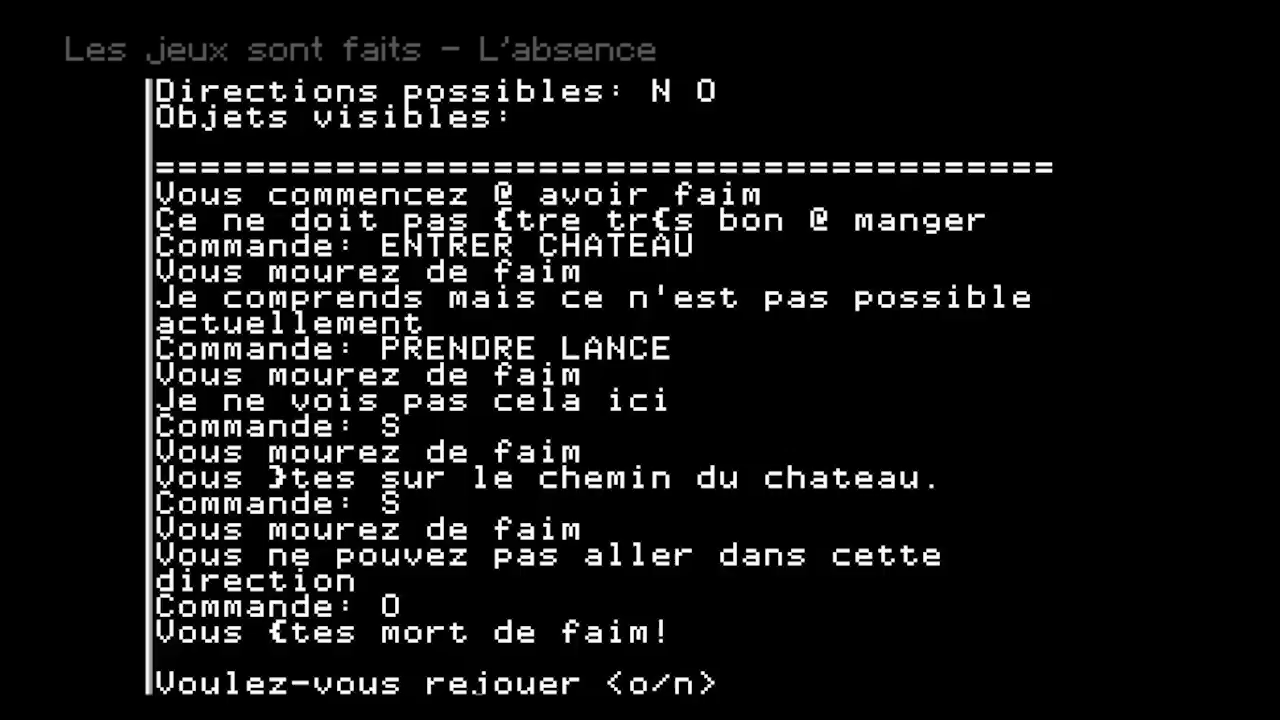 Les jeux sont faits - L'absence
Directions possibles: N O
Objets visibles:
========================================
Vous commencez @ avoir faim
Ce ne doit pas {tre tr{s bon @ manger
Commande: ENTRER CHATEAU
Vous mourez de faim
Je comprends mais ce n'est pas possible
actuellement
Commande: PRENDRE LANCE
Vous mourez de faim
Je ne vois pas cela ici
Commande: S
Vous mourez de faim
Vous }tes sur le chemin du chateau.
Commande: S
Vous mourez de faim
Vous ne pouvez pas aller dans cette
direction
Commande: O
Vous {tes mort de faim!
Voulez-vous rejouer <o/n>